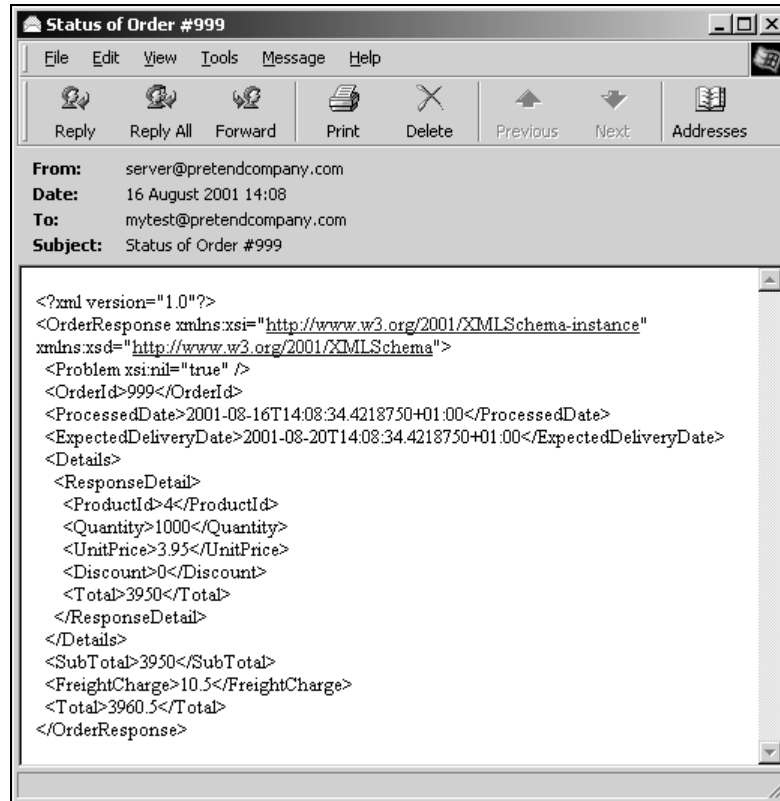 Status of Order #999
File Edit View Tools Message Help
Reply Reply All Forward Print Delete Previous Next Addresses
From: server@pretendcompany.com
Date: 16 August 2001 14:08
To: mytest@pretendcompany.com
Subject: Status of Order #999
<?xml version="1.0"?>
<OrderResponse xmlns:xsi="http://www.w3.org/2001/XMLSchema-instance"
xmlns:xsd="http://www.w3.org/2001/XMLSchema">
<Problem xsi:nil="true" />
<OrderId>999</OrderId>
<ProcessedDate>2001-08-16T14:08:34.4218750+01:00</ProcessedDate>
<ExpectedDeliveryDate>2001-08-20T14:08:34.4218750+01:00</ExpectedDeliveryDate>
<Details>
<ResponseDetail>
<ProductId>4</ProductId>
<Quantity>1000</Quantity>
<UnitPrice>3.95</UnitPrice>
<Discount>0</Discount>
<Total>3950</Total>
</ResponseDetail>
</Details>
<SubTotal>3950</SubTotal>
<FreightCharge>10.5</FreightCharge>
<Total>3960.5</Total>
</OrderResponse>